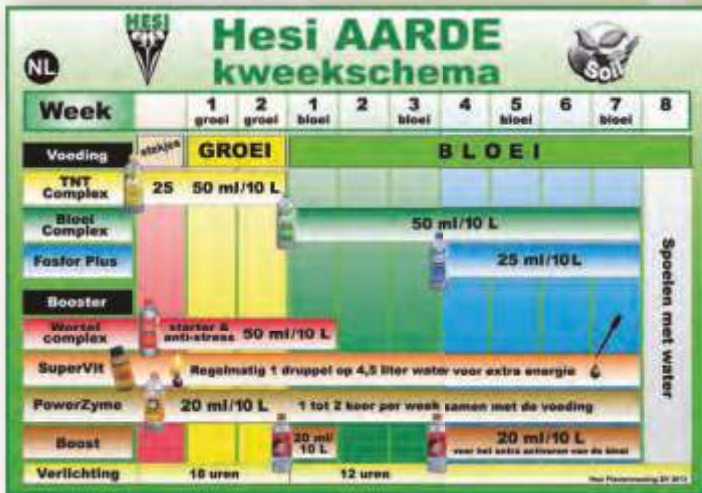 HESI
Hesi AARDE
kweekschema
NL
Soil
Week 1 groei 2 groei 1 bloei 2 3 bloei 4 5 bloei 6 7 bloei 8
Voeding stekjes GROEI BLOEI
TNT Complex 25 50 ml/10 L
Bloei Complex 50 ml/10 L
Fosfor Plus 25 ml/10 L
Spoelen met water
Booster
Wortel complex starter & anti-stress 50 ml/10 L
SuperVit Regelmatig 1 druppel op 4,5 liter water voor extra energie
PowerZyme 20 ml/10 L 1 tot 2 keer per week samen met de voeding
Boost 20 ml/ 10 L 20 ml/10 L
voor het extra activeren van de bloei
Verlichting 18 uren 12 uren